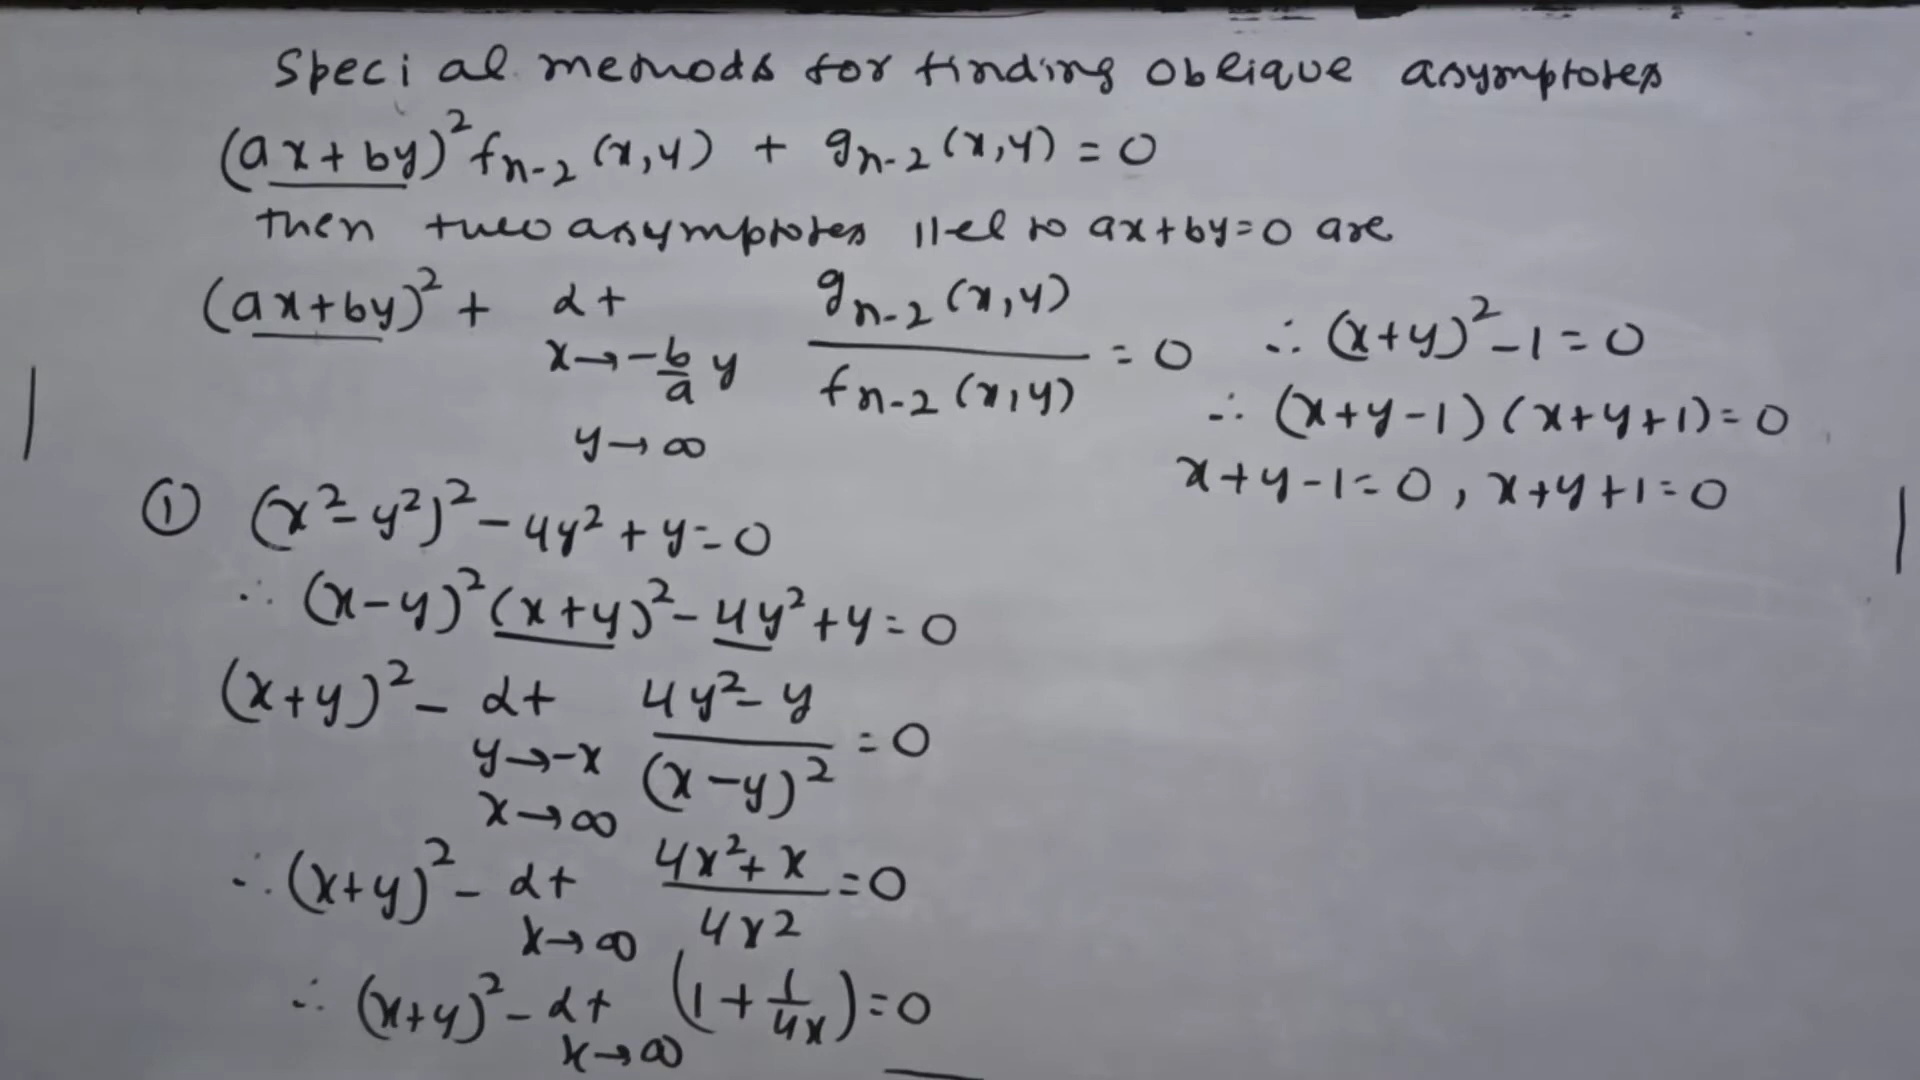 Special methods for finding oblique asymptotes
(ax+by)² fn-2 (x,y) + gn-2 (x,y) = 0
then two asymptotes llel to ax+by=0 are
(ax+by)² + lt x→-b/a y y→∞ gn-2 (x,y) / fn-2 (x,y) = 0
① (x²-y²)² - 4y² + y = 0
∴ (x-y)² (x+y)² - 4y² + y = 0
(x+y)² - lt y→-x x→∞ 4y²-y / (x-y)² = 0
∴ (x+y)² - lt x→∞ 4x²+x / 4x2 = 0
∴ (x+y)² - lt x→∞ (1 + 1/4x) = 0
∴ (x+y)² - 1 = 0
∴ (x+y-1) (x+y+1) = 0
x+y-1=0, x+y+1=0